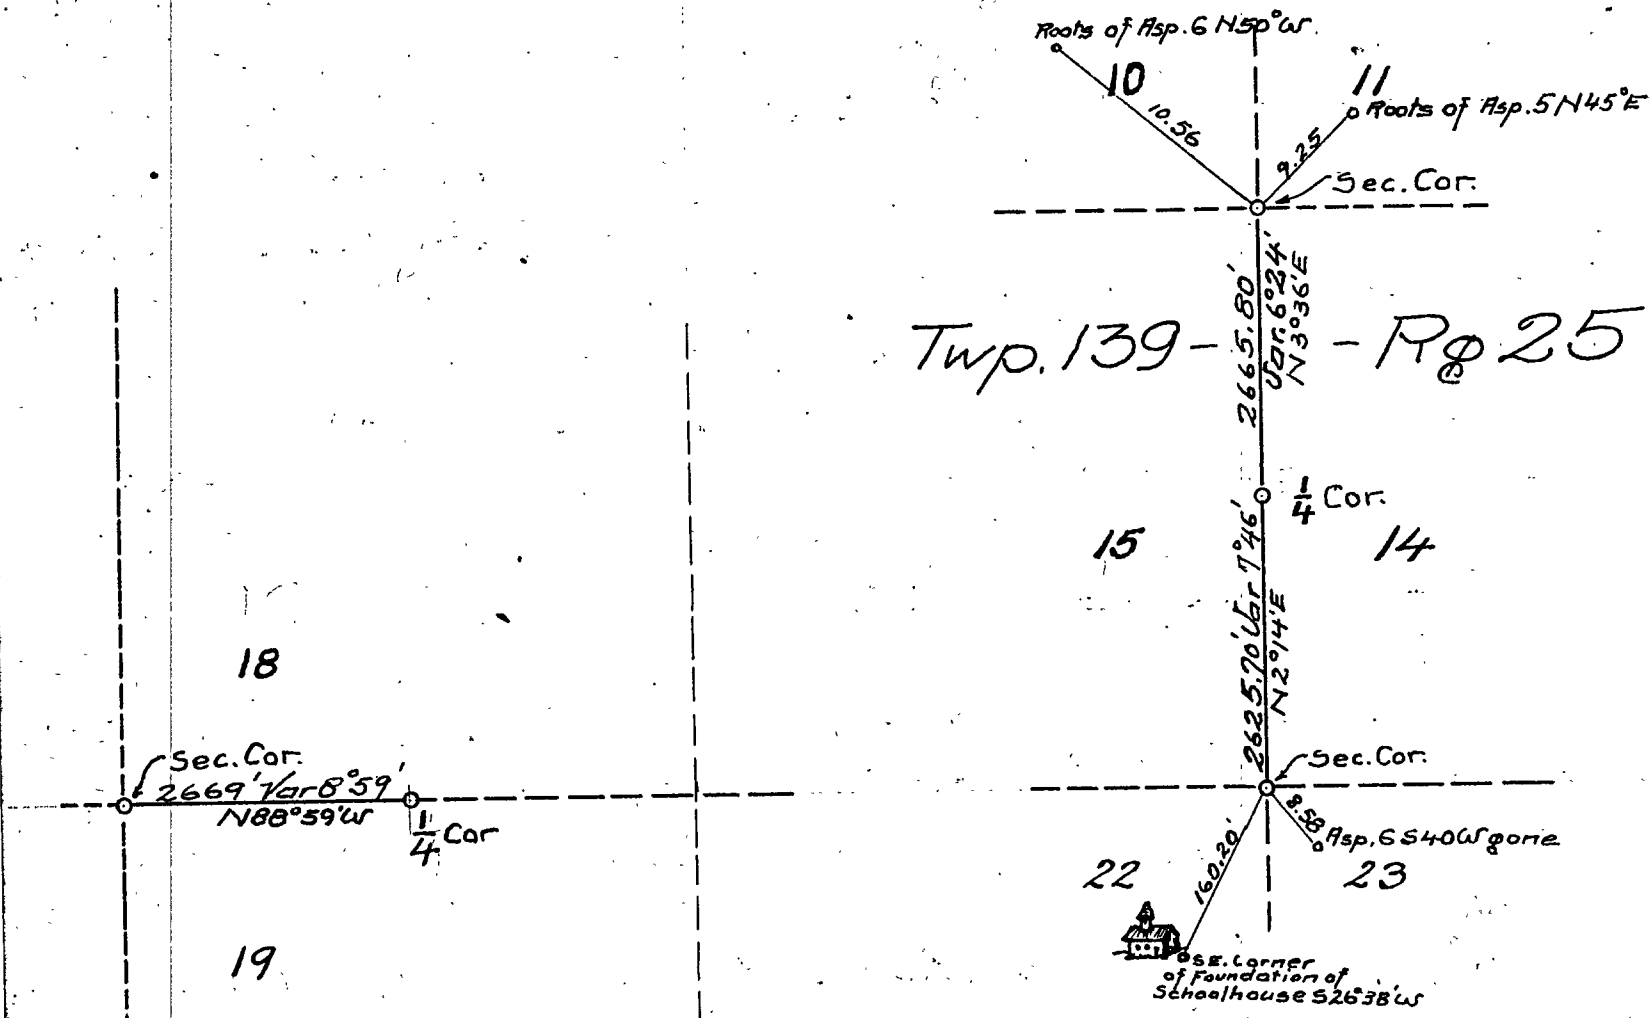 Roots of Asp. 6 N50°W.
10
11
Roots of Asp. 5 N45°E
10.56
9.25
Sec. Cor.
2665.80'
Var. 6°24'
N3°36'E
Twp. 139 - - Rg 25
1/4 Cor.
15
14
2625.70' Var 7°46'
N2°14'E
18
Sec. Cor.
2669' Var 8°59'
N88°59'W
1/4 Cor
Sec. Cor.
8.58
Asp. 6 S40W gone
160.20'
22
23
19
SE. Corner
of Foundation of
Schoolhouse S26°38'W